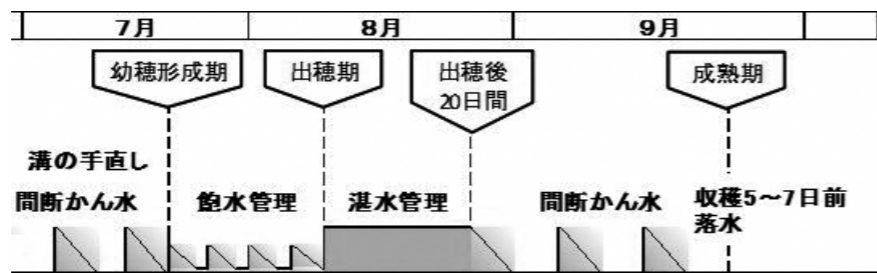 7月
8月
9月
幼穂形成期
出穂期
出穂後
20日間
成熟期
溝の手直し
間断かん水
飽水管理
湛水管理
間断かん水
収穫5～7日前
落水